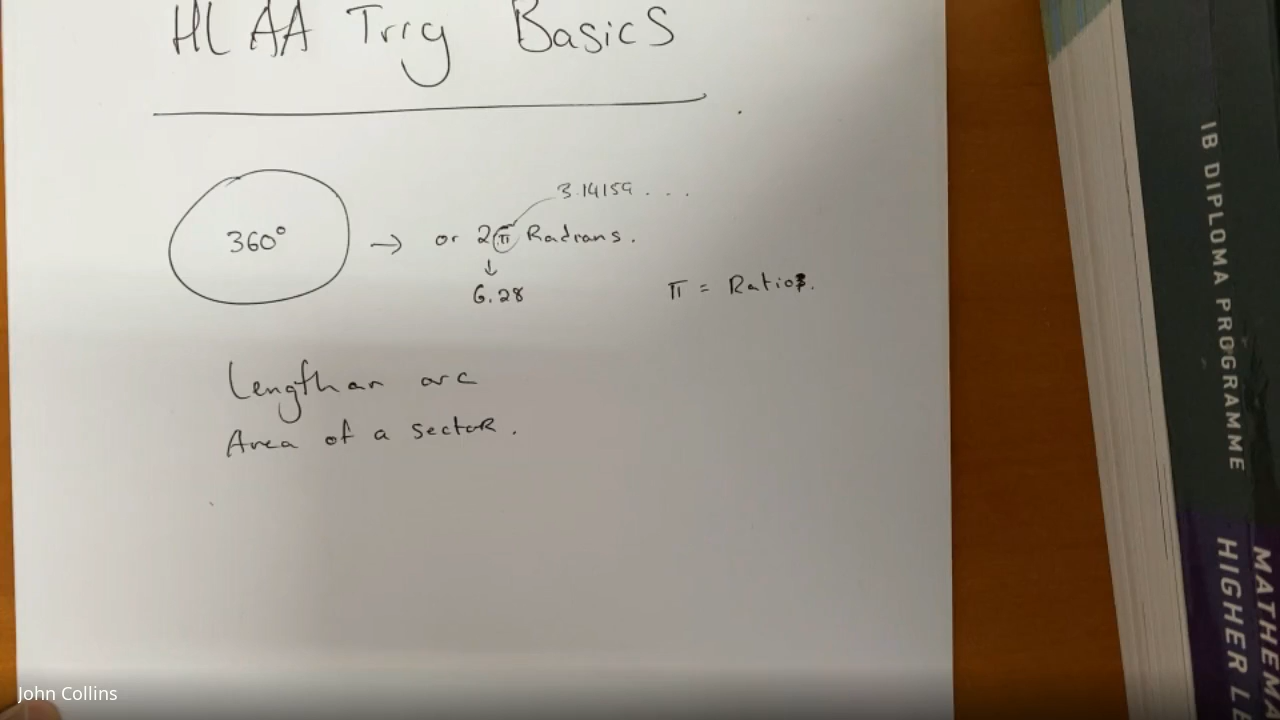 HL AA Trig Basics
3.14159...
360° → or 2π Radians.
↓
6.28
π = Ratio.
Length an arc
Area of a sector.
IB DIPLOMA PROGRAMME
MATHEMA
HIGHER LE
John Collins